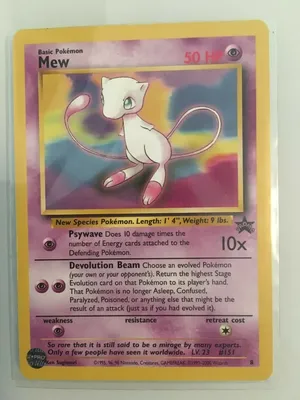 Basic Pokémon
Mew
50 HP
New Species Pokémon. Length: 1' 4", Weight: 9 lbs.
Psywave Does 10 damage times the
number of Energy cards attached to the
Defending Pokémon.
10x
Devolution Beam Choose an evolved Pokémon
(your own or your opponent's). Return the highest Stage
Evolution card on that Pokémon to its player's hand.
That Pokémon is no longer Asleep, Confused,
Paralyzed, Poisoned, or anything else that might be the
result of an attack (just as if you had evolved it).
weakness
resistance
retreat cost
So rare that it is still said to be a mirage by many experts.
Only a few people have seen it worldwide. LV. 23 #151
8